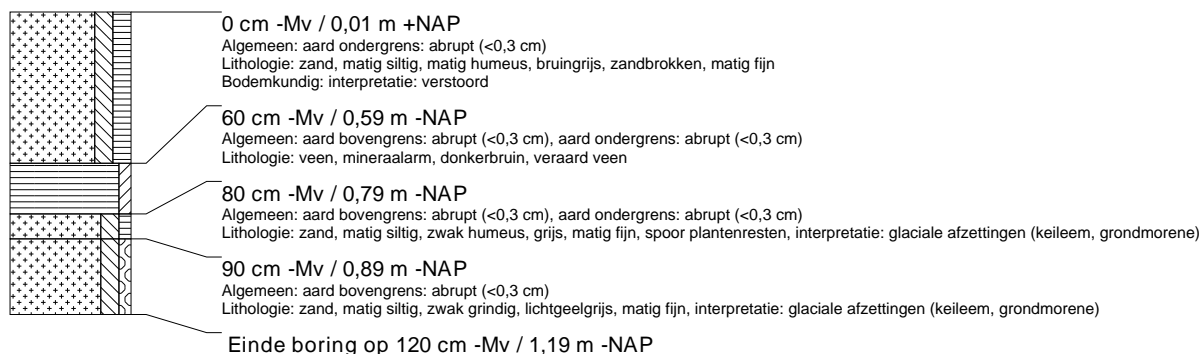 0 cm -Mv / 0,01 m +NAP
Algemeen: aard ondergrens: abrupt (<0,3 cm)
Lithologie: zand, matig siltig, matig humeus, bruingrijs, zandbrokken, matig fijn
Bodemkundig: interpretatie: verstoord
60 cm -Mv / 0,59 m -NAP
Algemeen: aard bovengrens: abrupt (<0,3 cm), aard ondergrens: abrupt (<0,3 cm)
Lithologie: veen, mineraalarm, donkerbruin, veraard veen
80 cm -Mv / 0,79 m -NAP
Algemeen: aard bovengrens: abrupt (<0,3 cm), aard ondergrens: abrupt (<0,3 cm)
Lithologie: zand, matig siltig, zwak humeus, grijs, matig fijn, spoor plantenresten, interpretatie: glaciale afzettingen (keileem, grondmorene)
90 cm -Mv / 0,89 m -NAP
Algemeen: aard bovengrens: abrupt (<0,3 cm)
Lithologie: zand, matig siltig, zwak grindig, lichtgeelgrijs, matig fijn, interpretatie: glaciale afzettingen (keileem, grondmorene)
Einde boring op 120 cm -Mv / 1,19 m -NAP